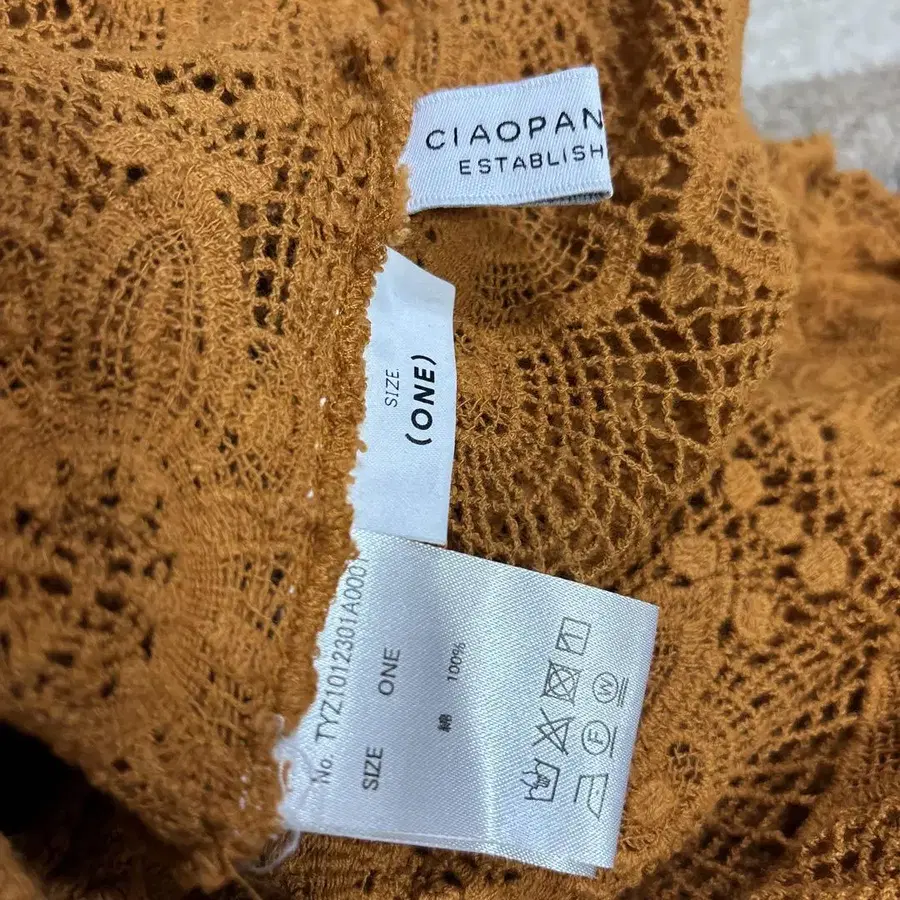 CIAOPAN
ESTABLISH
SIZE.
(ONE)
No. TYZ1012301A0001
SIZE ONE
綿 100%
F
W